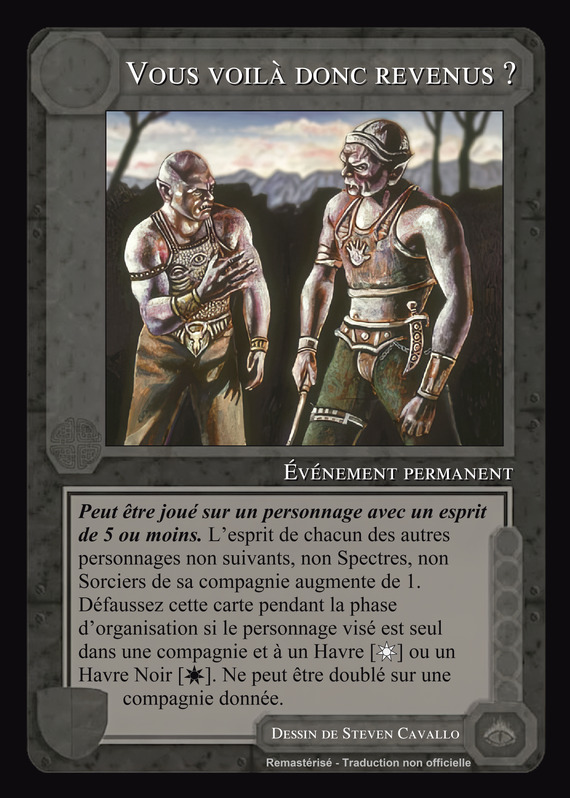 Vous voilà donc revenus ?
Événement permanent
Peut être joué sur un personnage avec un esprit
de 5 ou moins. L'esprit de chacun des autres
personnages non suivants, non Spectres, non
Sorciers de sa compagnie augmente de 1.
Défaussez cette carte pendant la phase
d'organisation si le personnage visé est seul
dans une compagnie et à un Havre [☼] ou un
Havre Noir [✷]. Ne peut être doublé sur une
compagnie donnée.
Dessin de Steven Cavallo
Remastérisé - Traduction non officielle